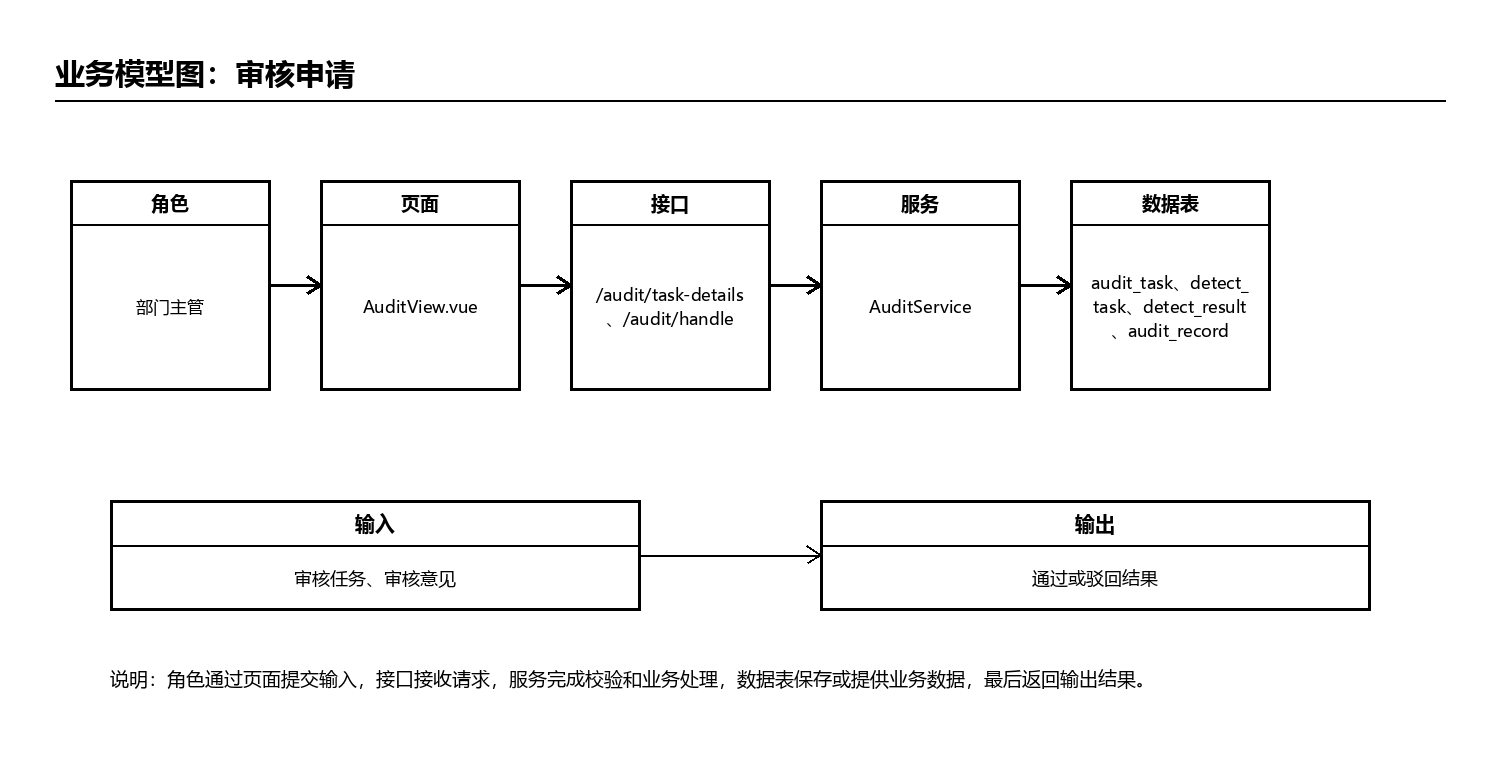 业务模型图：审核申请
角色
部门主管
页面
AuditView.vue
接口
/audit/task-details
、/audit/handle
服务
AuditService
数据表
audit_task、detect_
task、detect_result
、audit_record
输入
审核任务、审核意见
输出
通过或驳回结果
说明：角色通过页面提交输入，接口接收请求，服务完成校验和业务处理，数据表保存或提供业务数据，最后返回输出结果。